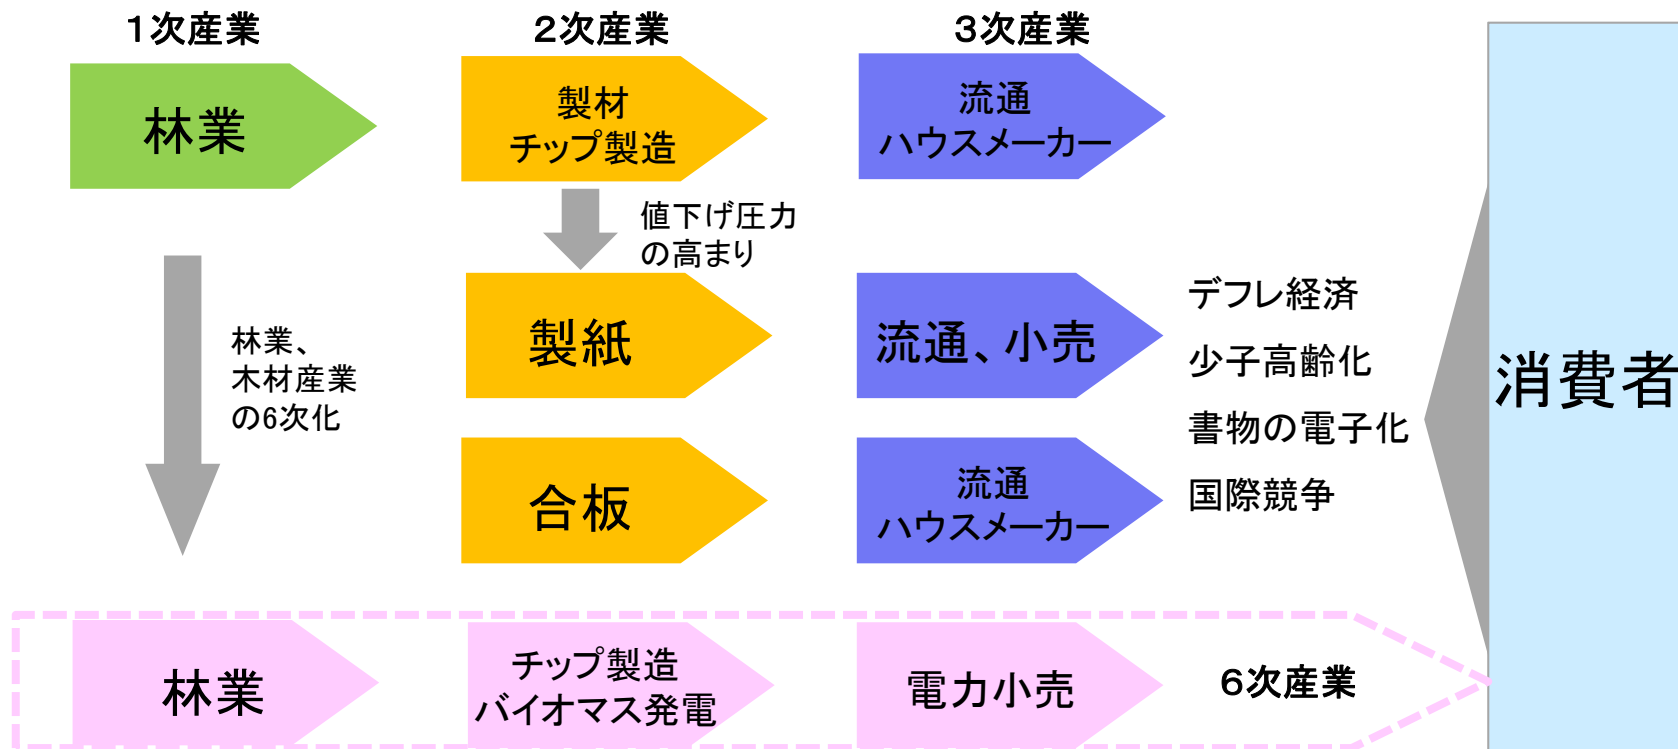 １次産業
２次産業
３次産業
林業
製材
チップ製造
流通
ハウスメーカー
値下げ圧力
の高まり
林業、
木材産業
の6次化
製紙
流通、小売
合板
流通
ハウスメーカー
デフレ経済
少子高齢化
書物の電子化
国際競争
消費者
林業
チップ製造
バイオマス発電
電力小売
６次産業